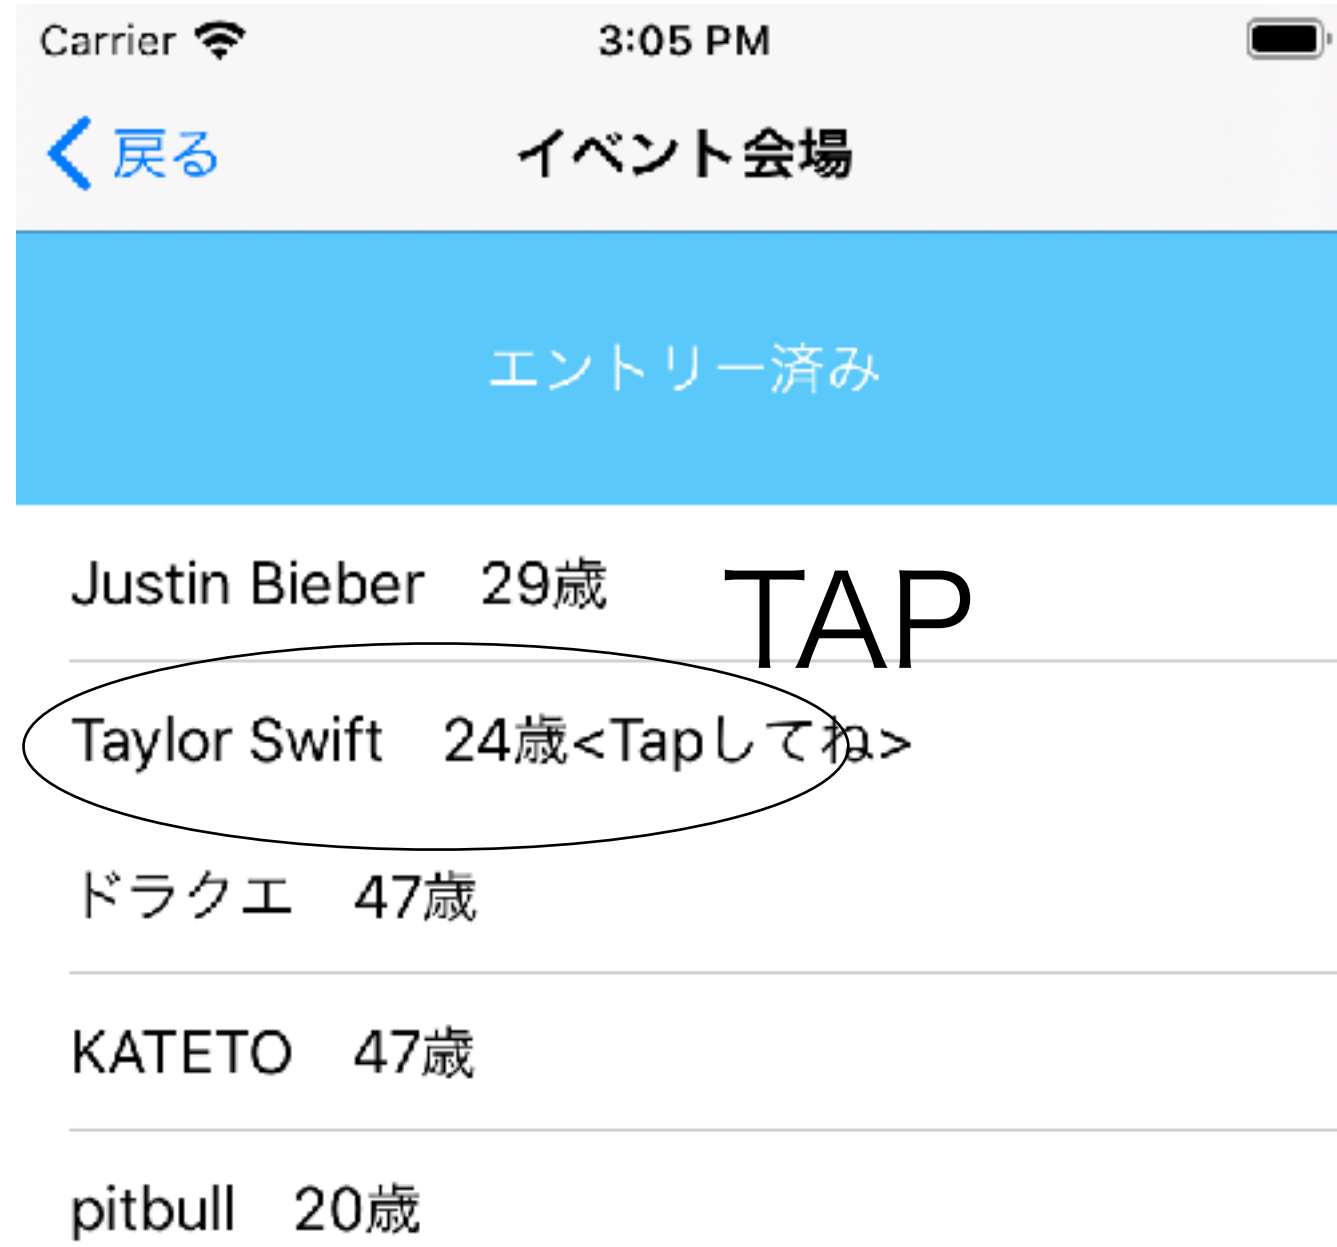 Carrier 3:05 PM
戻る イベント会場
エントリー済み
Justin Bieber　29歳
TAP
Taylor Swift　24歳<Tapしてね>
ドラクエ　47歳
KATETO　47歳
pitbull　20歳